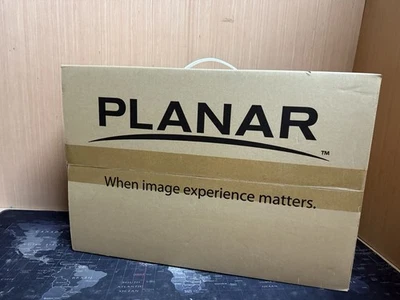 PLANAR
™
When image experience matters.